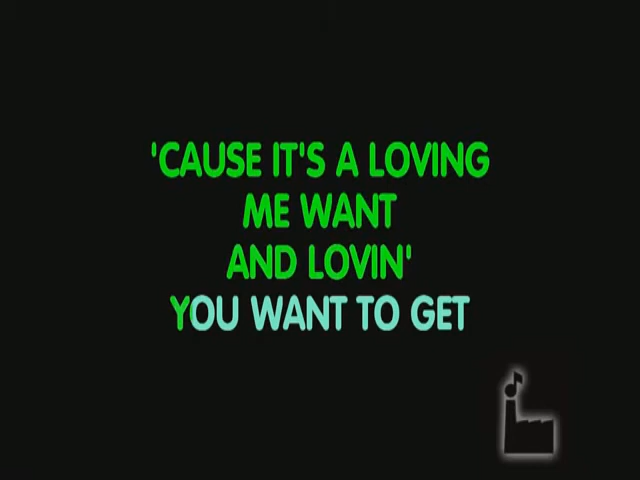 'CAUSE IT'S A LOVING
ME WANT
AND LOVIN'
YOU WANT TO GET